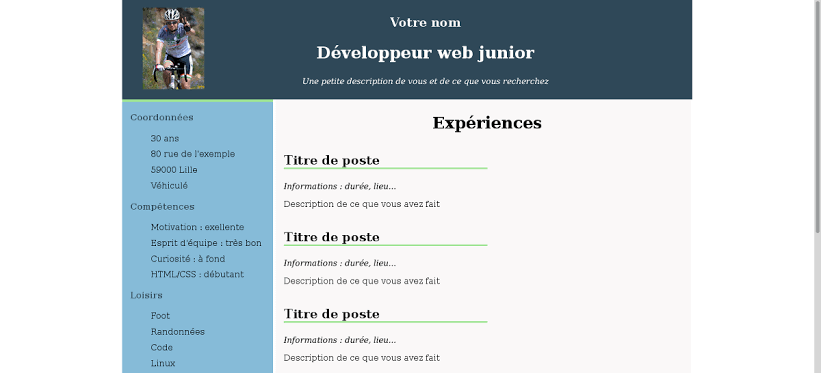 Votre nom
Développeur web junior
Une petite description de vous et de ce que vous recherchez
Coordonnées
30 ans
80 rue de l'exemple
59000 Lille
Véhiculé
Compétences
Motivation : exellente
Esprit d'équipe : très bon
Curiosité : à fond
HTML/CSS : débutant
Loisirs
Foot
Randonnées
Code
Linux
Expériences
Titre de poste
Informations : durée, lieu...
Description de ce que vous avez fait
Titre de poste
Informations : durée, lieu...
Description de ce que vous avez fait
Titre de poste
Informations : durée, lieu...
Description de ce que vous avez fait